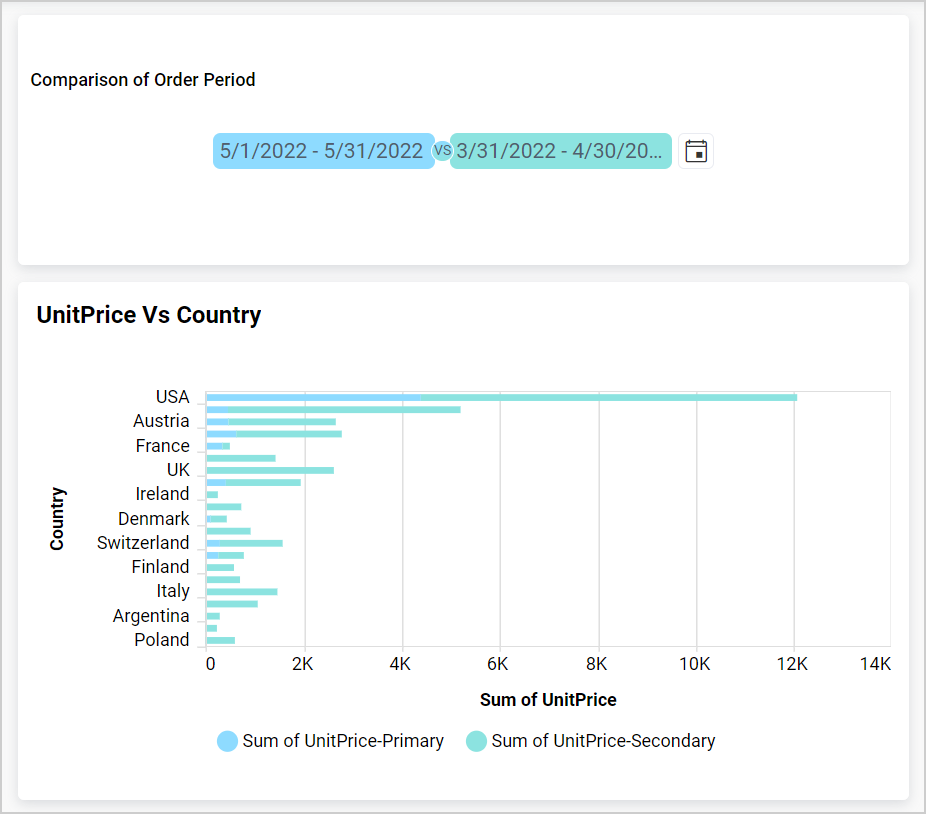 Comparison of Order Period
5/1/2022 - 5/31/2022 VS 3/31/2022 - 4/30/20...
UnitPrice Vs Country
USA
Austria
France
UK
Ireland
Denmark
Switzerland
Finland
Italy
Argentina
Poland
Country
0 2K 4K 6K 8K 10K 12K 14K
Sum of UnitPrice
Sum of UnitPrice-Primary Sum of UnitPrice-Secondary